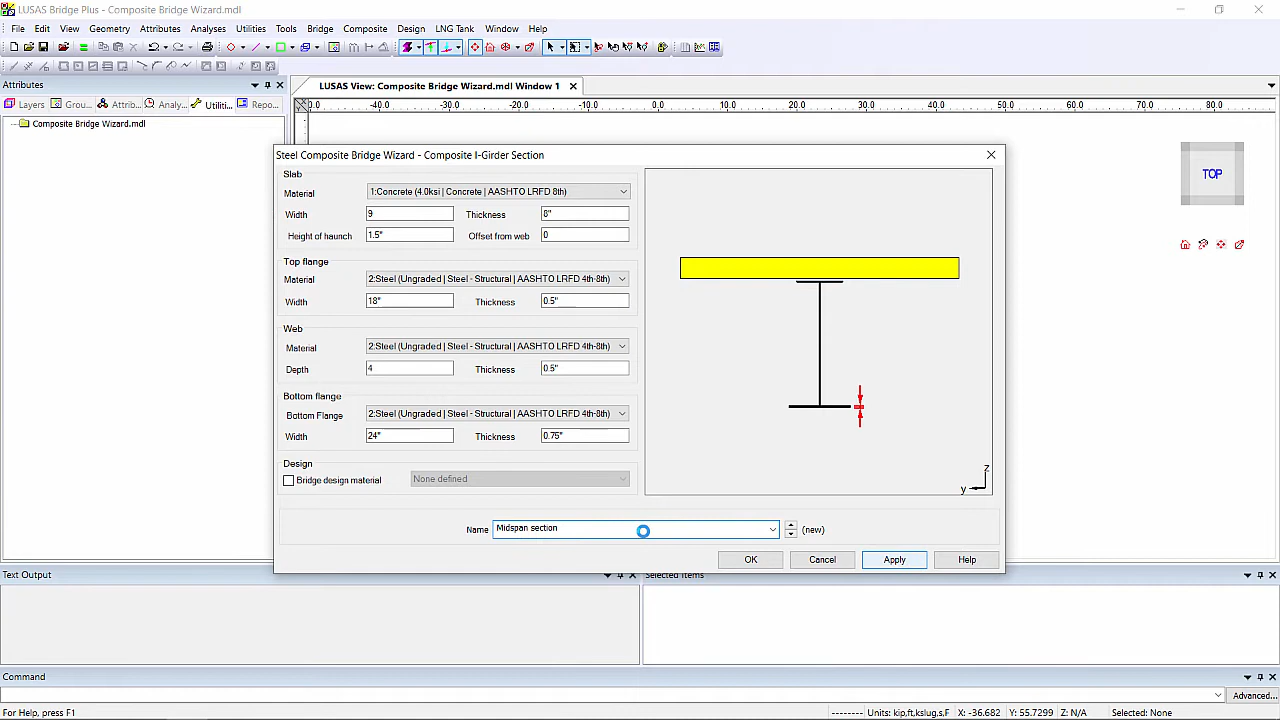 LUSAS Bridge Plus - Composite Bridge Wizard.mdl
File Edit View Geometry Attributes Analyses Utilities Tools Bridge Composite Design LNG Tank Window Help
Attributes
LUSAS View: Composite Bridge Wizard.mdl Window 1
Layers Grou... Attrib... Analy... Utiliti... Repo...
0.0 -40.0 -30.0 -20.0 -10.0 0.0 10.0 20.0 30.0 40.0 50.0 60.0 70.0 80.0
Composite Bridge Wizard.mdl
TOP
Steel Composite Bridge Wizard - Composite I-Girder Section
Slab
Material 1:Concrete (4.0ksi | Concrete | AASHTO LRFD 8th)
Width 9 Thickness 8"
Height of haunch 1.5" Offset from web 0
Top flange
Material 2:Steel (Ungraded | Steel - Structural | AASHTO LRFD 4th-8th)
Width 18" Thickness 0.5"
Web
Material 2:Steel (Ungraded | Steel - Structural | AASHTO LRFD 4th-8th)
Depth 4 Thickness 0.5"
Bottom flange
Bottom Flange 2:Steel (Ungraded | Steel - Structural | AASHTO LRFD 4th-8th)
Width 24" Thickness 0.75"
Design
Bridge design material None defined
z
y
Name Midspan section (new)
OK Cancel Apply Help
Text Output
Selected Items
Command
Advanced...
For Help, press F1
-------- Units: kip,ft,kslug,s,F X: -36.682 Y: 55.7299 Z: N/A Selected: None